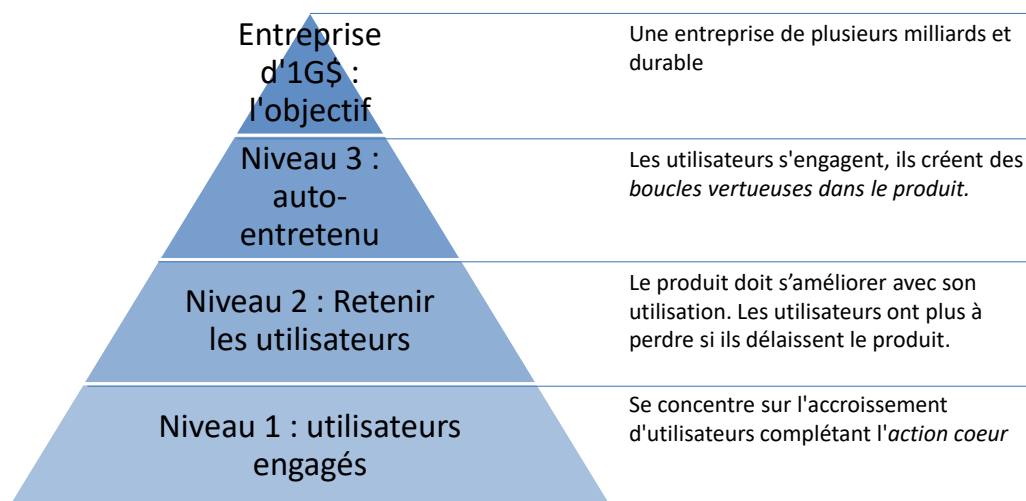 Entreprise
d'1G$ :
l'objectif
Une entreprise de plusieurs milliards et
durable
Niveau 3 :
auto-
entretenu
Les utilisateurs s'engagent, ils créent des
boucles vertueuses dans le produit.
Niveau 2 : Retenir
les utilisateurs
Le produit doit s’améliorer avec son
utilisation. Les utilisateurs ont plus à
perdre si ils délaissent le produit.
Niveau 1 : utilisateurs
engagés
Se concentre sur l'accroissement
d'utilisateurs complétant l'action coeur